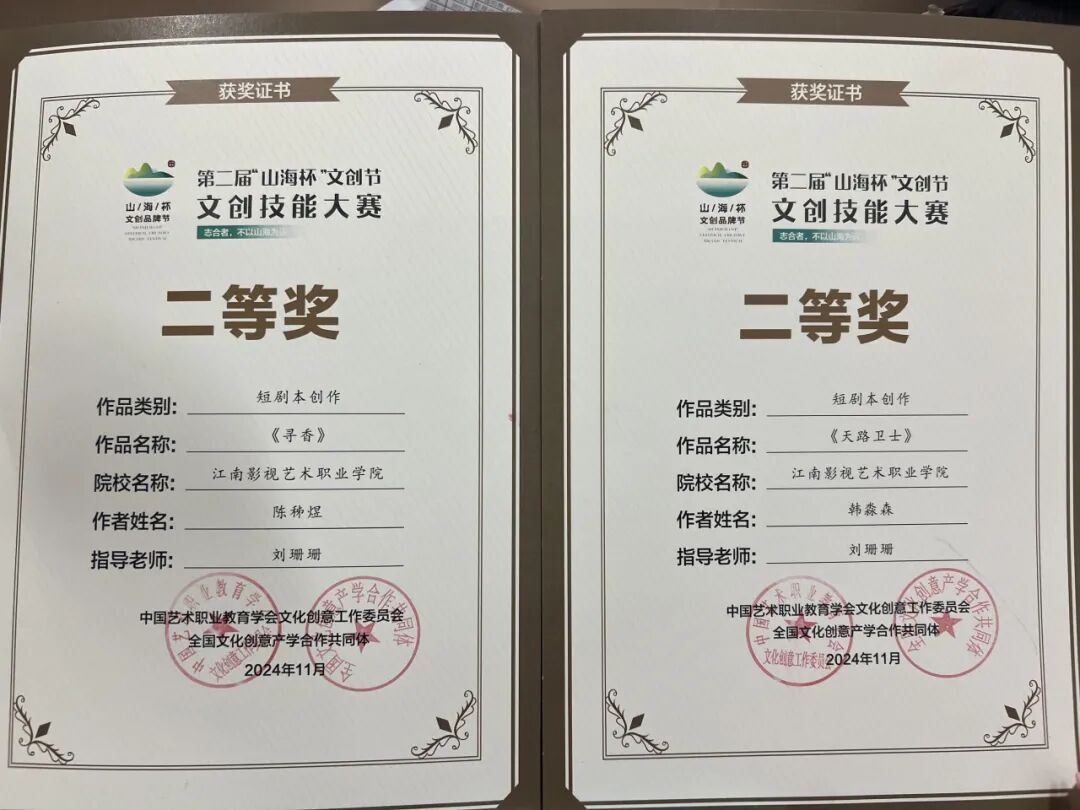 获奖证书
山/海/杯
文创品牌节
第二届“山海杯”文创节
文创技能大赛
志合者，不以山海为
二等奖
作品类别: 短剧本创作
作品名称: 《寻香》
院校名称: 江南影视艺术职业学院
作者姓名: 陈秭煜
指导老师: 刘珊珊
中国艺术职业教育学会文化创意工作委员会
全国文化创意产学合作共同体
2024年11月
获奖证书
山/海/杯
文创品牌节
第二届“山海杯”文创节
文创技能大赛
志合者，不以山海为
二等奖
作品类别: 短剧本创作
作品名称: 《天路卫士》
院校名称: 江南影视艺术职业学院
作者姓名: 韩淼森
指导老师: 刘珊珊
中国艺术职业教育学会文化创意工作委员会
全国文化创意产学合作共同体
2024年11月